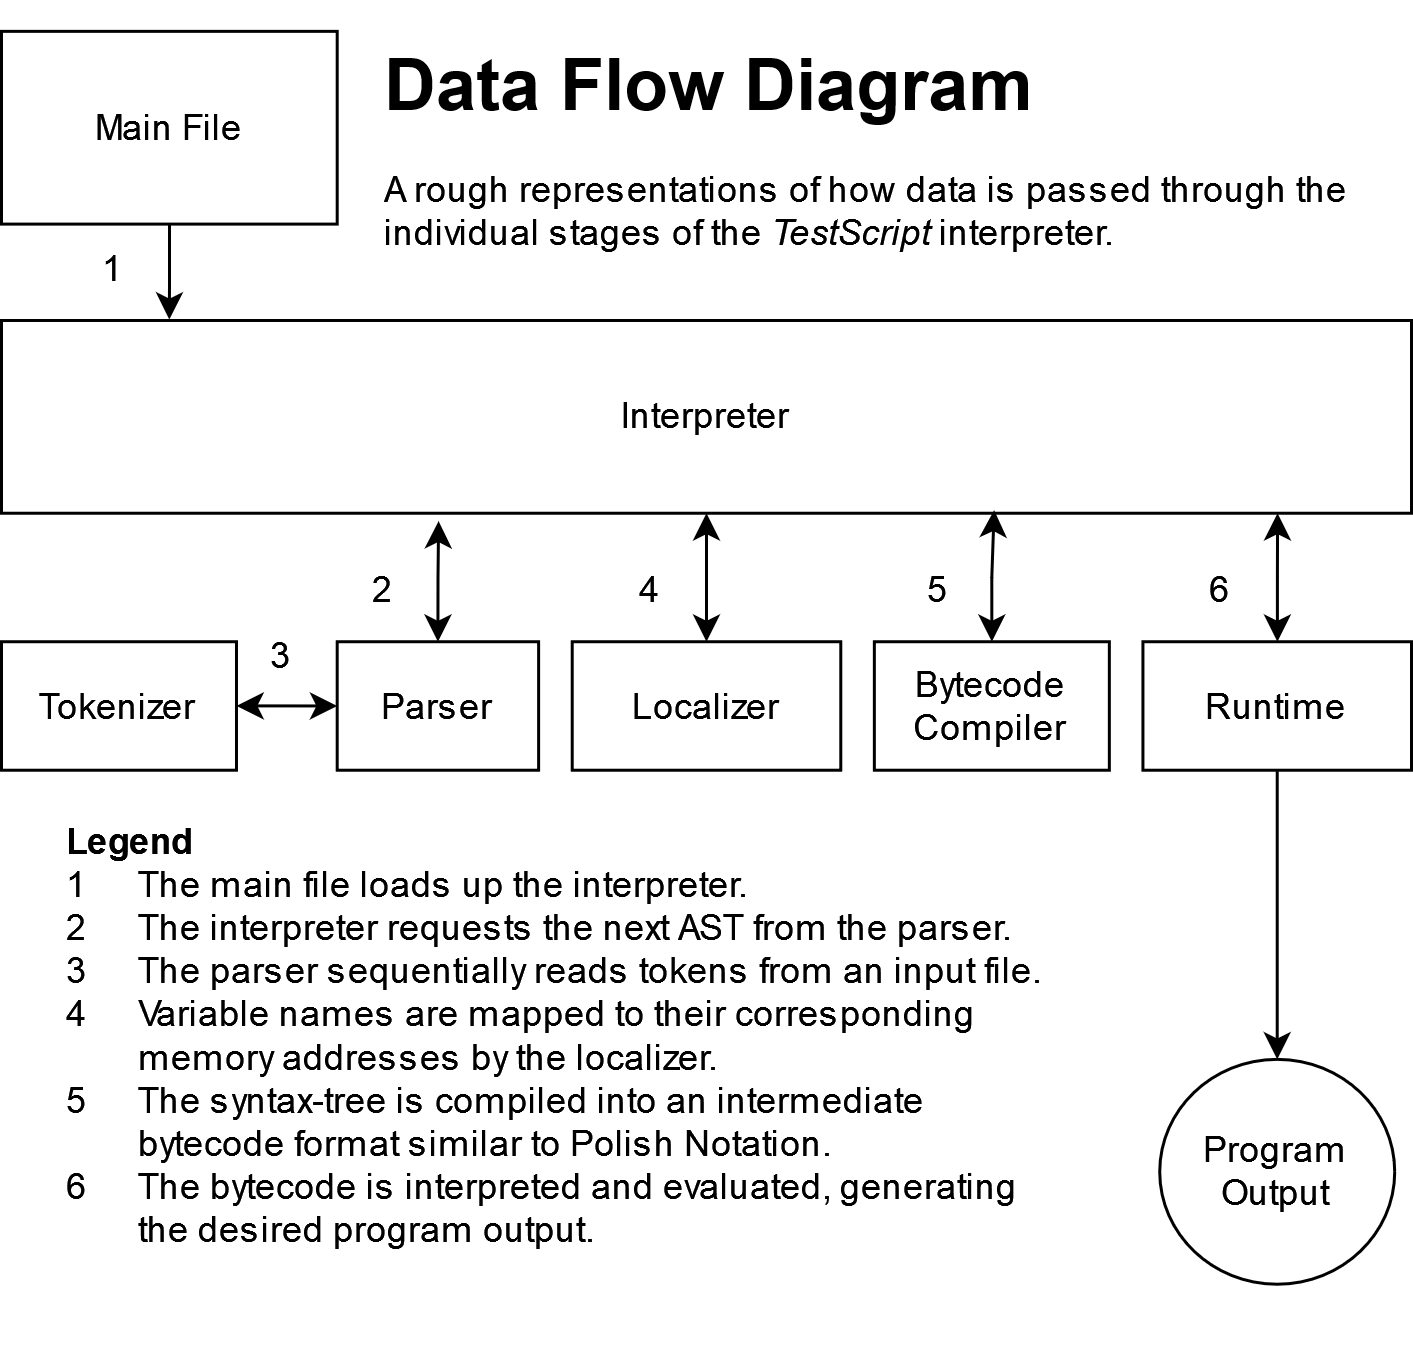 Main File
Data Flow Diagram
A rough representations of how data is passed through the
individual stages of the TestScript interpreter.
1
Interpreter
2
4
5
6
3
Tokenizer
Parser
Localizer
Bytecode
Compiler
Runtime
Legend
1 The main file loads up the interpreter.
2 The interpreter requests the next AST from the parser.
3 The parser sequentially reads tokens from an input file.
4 Variable names are mapped to their corresponding
memory addresses by the localizer.
5 The syntax-tree is compiled into an intermediate
bytecode format similar to Polish Notation.
6 The bytecode is interpreted and evaluated, generating
the desired program output.
Program
Output